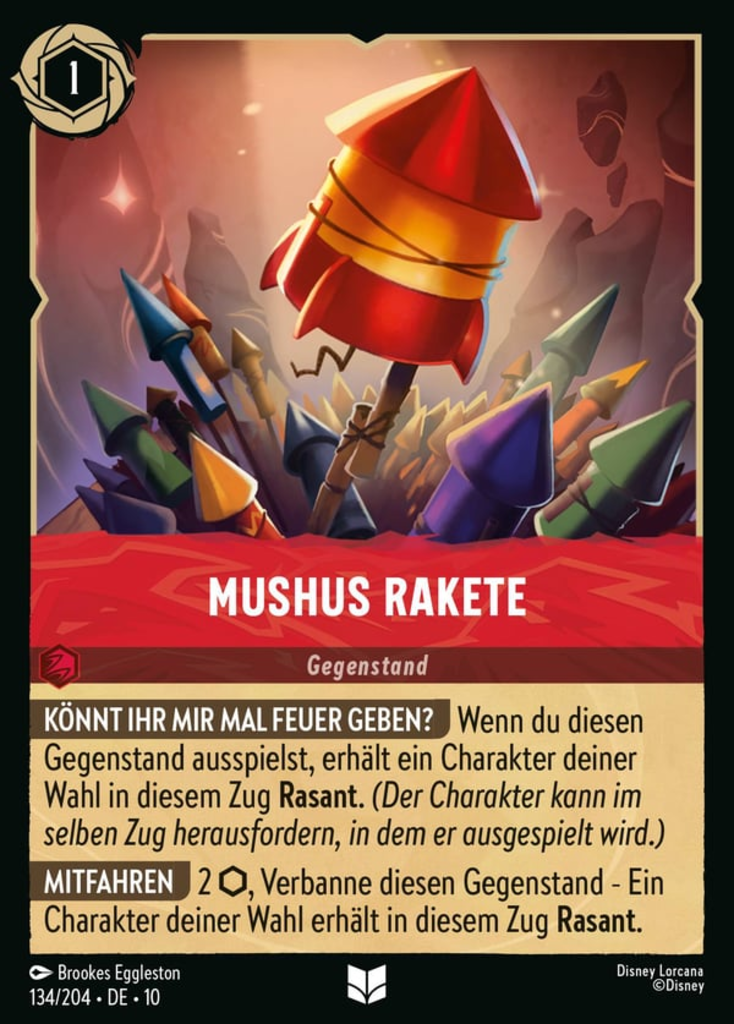 1
MUSHUS RAKETE
Gegenstand
KÖNNT IHR MIR MAL FEUER GEBEN? Wenn du diesen
Gegenstand ausspielst, erhält ein Charakter deiner
Wahl in diesem Zug Rasant. (Der Charakter kann im
selben Zug herausfordern, in dem er ausgespielt wird.)
MITFAHREN 2 ⬡, Verbanne diesen Gegenstand - Ein
Charakter deiner Wahl erhält in diesem Zug Rasant.
Brookes Eggleston
134/204 • DE • 10
Disney Lorcana
©Disney